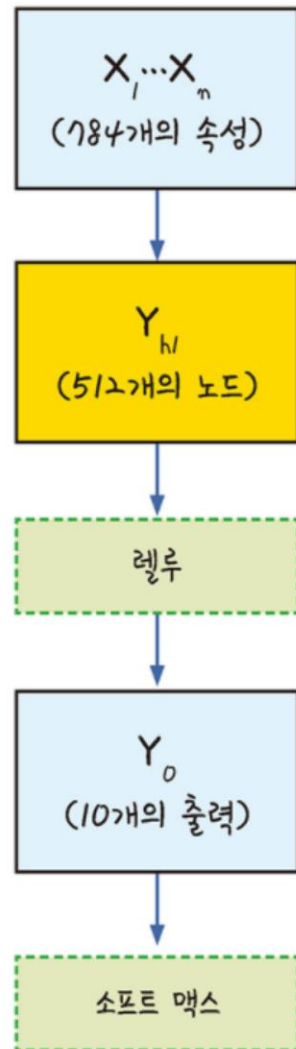 X₁...Xₙ
(784개의 속성)
Yₕ₁
(512개의 노드)
렐루
Y₀
(10개의 출력)
소프트 맥스